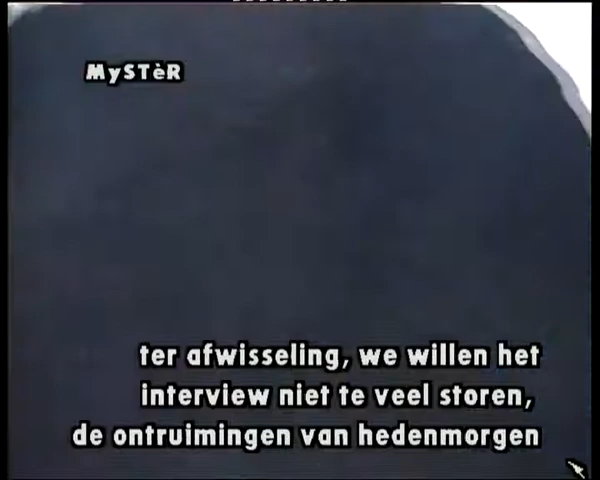 MySTèR
ter afwisseling, we willen het
interview niet te veel storen,
de ontruimingen van hedenmorgen